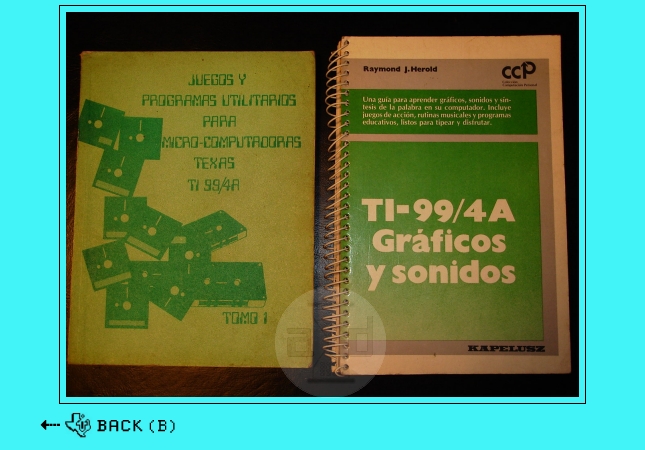 JUEGOS Y
PROGRAMAS UTILITARIOS
PARA
MICRO-COMPUTADORAS
TEXAS
TI 99/4A
TOMO 1
Raymond J. Herold
ccp
Una guía para aprender gráficos, sonidos y sín-
tesis de la palabra en su computador. Incluye
juegos de acción, rutinas musicales y programas
educativos, listos para tipear y disfrutar.
TI-99/4A
Gráficos
y sonidos
KAPELUSZ
BACK (B)